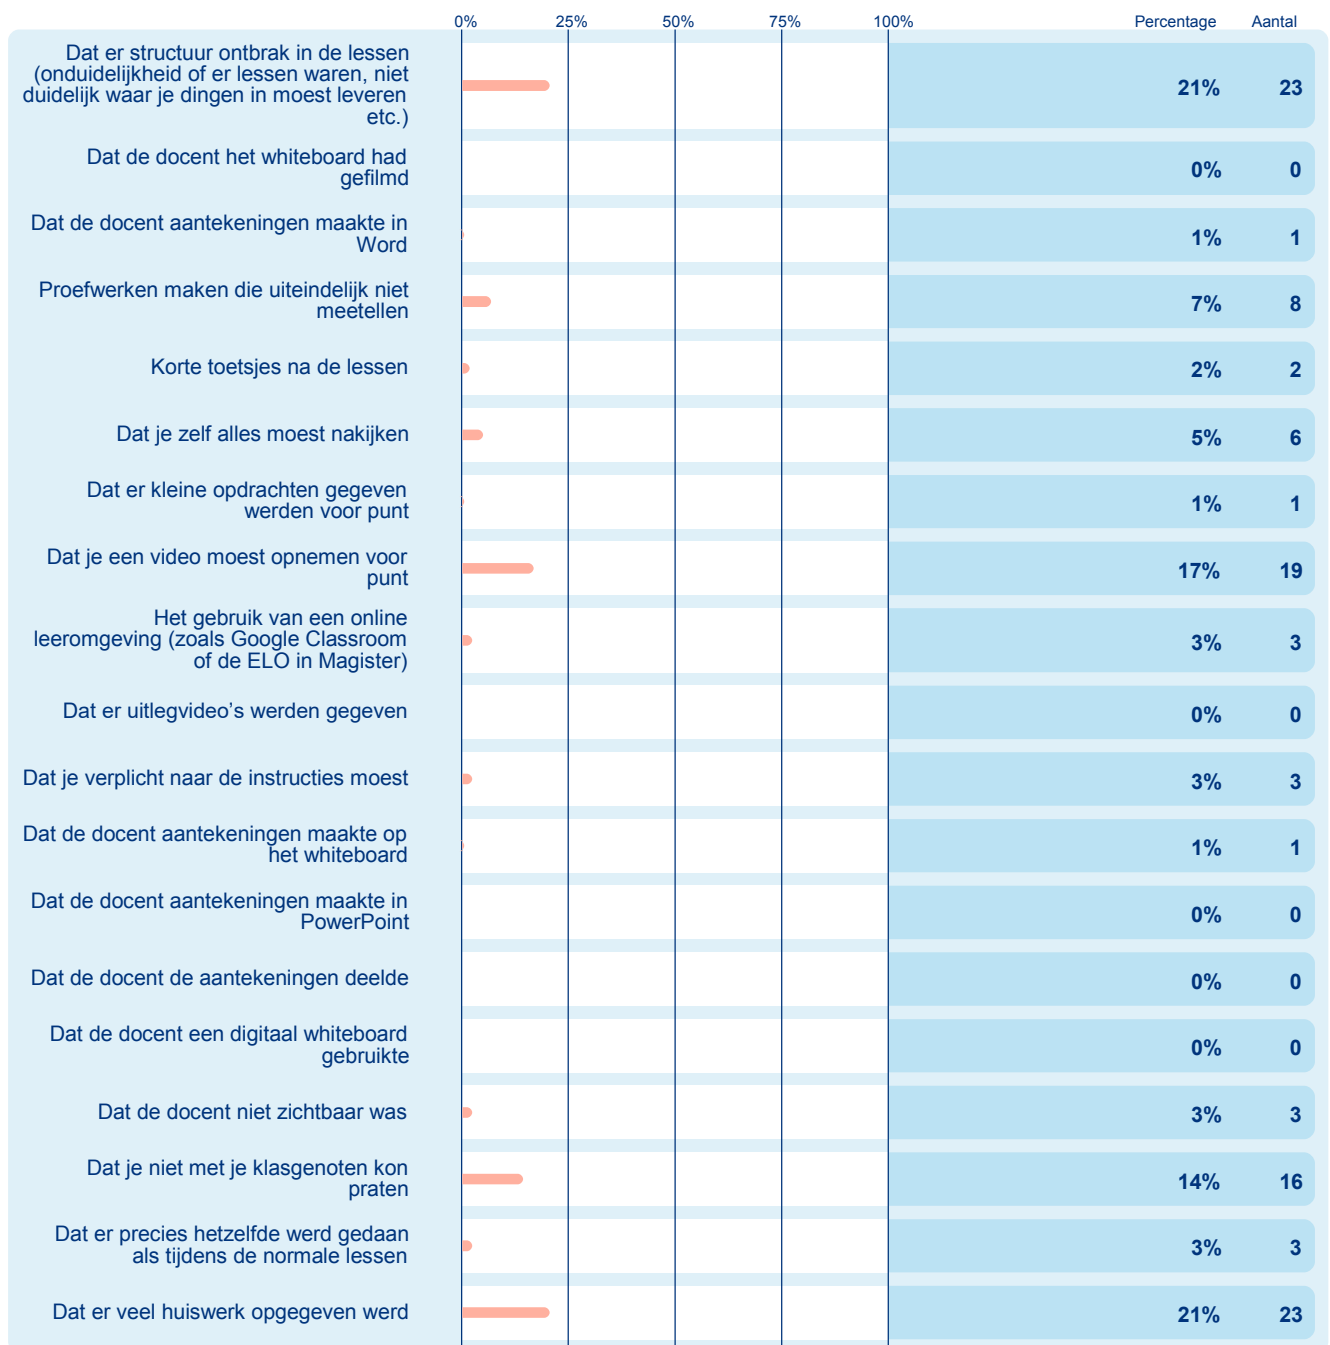 0% 25% 50% 75% 100% Percentage Aantal
Dat er structuur ontbrak in de lessen
(onduidelijkheid of er lessen waren, niet
duidelijk waar je dingen in moest leveren
etc.)
21% 23
Dat de docent het whiteboard had
gefilmd
0% 0
Dat de docent aantekeningen maakte in
Word
1% 1
Proefwerken maken die uiteindelijk niet
meetellen
7% 8
Korte toetsjes na de lessen
2% 2
Dat je zelf alles moest nakijken
5% 6
Dat er kleine opdrachten gegeven
werden voor punt
1% 1
Dat je een video moest opnemen voor
punt
17% 19
Het gebruik van een online
leeromgeving (zoals Google Classroom
of de ELO in Magister)
3% 3
Dat er uitlegvideo’s werden gegeven
0% 0
Dat je verplicht naar de instructies moest
3% 3
Dat de docent aantekeningen maakte op
het whiteboard
1% 1
Dat de docent aantekeningen maakte in
PowerPoint
0% 0
Dat de docent de aantekeningen deelde
0% 0
Dat de docent een digitaal whiteboard
gebruikte
0% 0
Dat de docent niet zichtbaar was
3% 3
Dat je niet met je klasgenoten kon
praten
14% 16
Dat er precies hetzelfde werd gedaan
als tijdens de normale lessen
3% 3
Dat er veel huiswerk opgegeven werd
21% 23